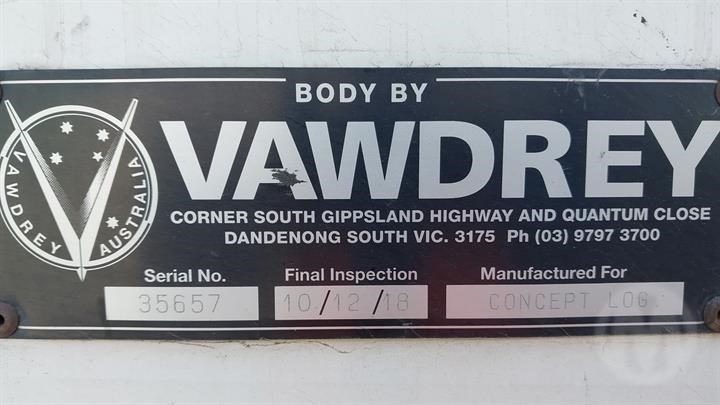 BODY BY
VAWDREY
VAWDREY AUSTRALIA
CORNER SOUTH GIPPSLAND HIGHWAY AND QUANTUM CLOSE
DANDENONG SOUTH VIC. 3175 Ph (03) 9797 3700
Serial No. Final Inspection Manufactured For
35657 10/12/18 CONCEPT LOG.